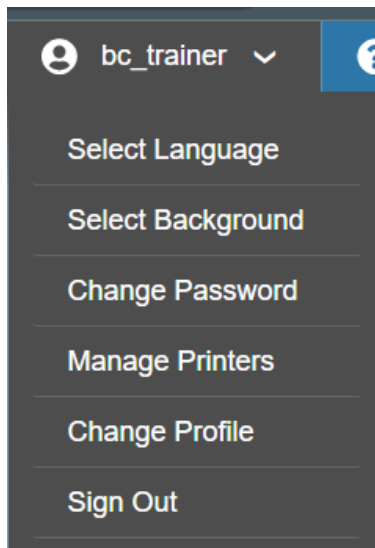 bc_trainer
Select Language
Select Background
Change Password
Manage Printers
Change Profile
Sign Out